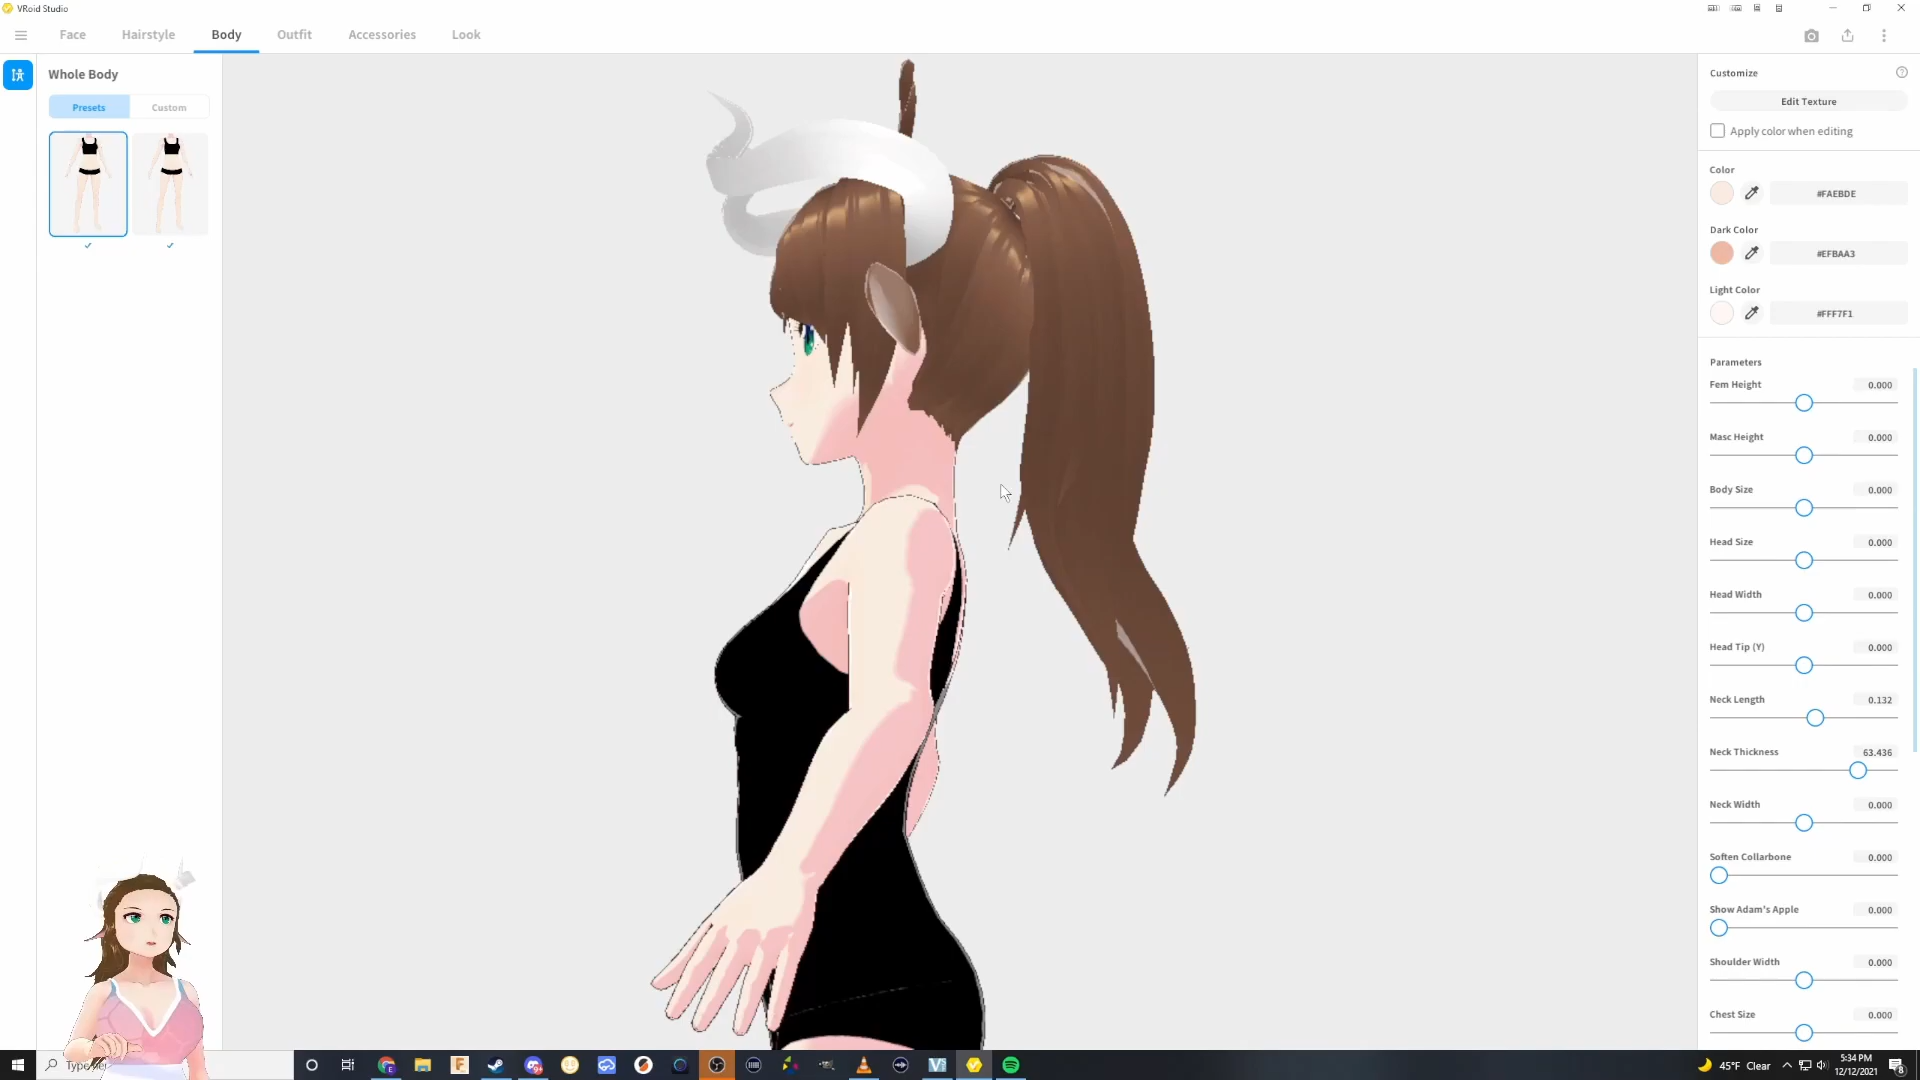 VRoid Studio
Face
Hairstyle
Body
Outfit
Accessories
Look
Whole Body
Presets
Custom
Customize
Edit Texture
Apply color when editing
Color
#FAEBDE
Dark Color
#EFBAA3
Light Color
#FFF7F1
Parameters
Fem Height 0.000
Masc Height 0.000
Body Size 0.000
Head Size 0.000
Head Width 0.000
Head Tip (Y) 0.000
Neck Length 0.132
Neck Thickness 63.436
Neck Width 0.000
Soften Collarbone 0.000
Show Adam's Apple 0.000
Shoulder Width 0.000
Chest Size 0.000
Type
45°F Clear
5:34 PM
12/12/2021